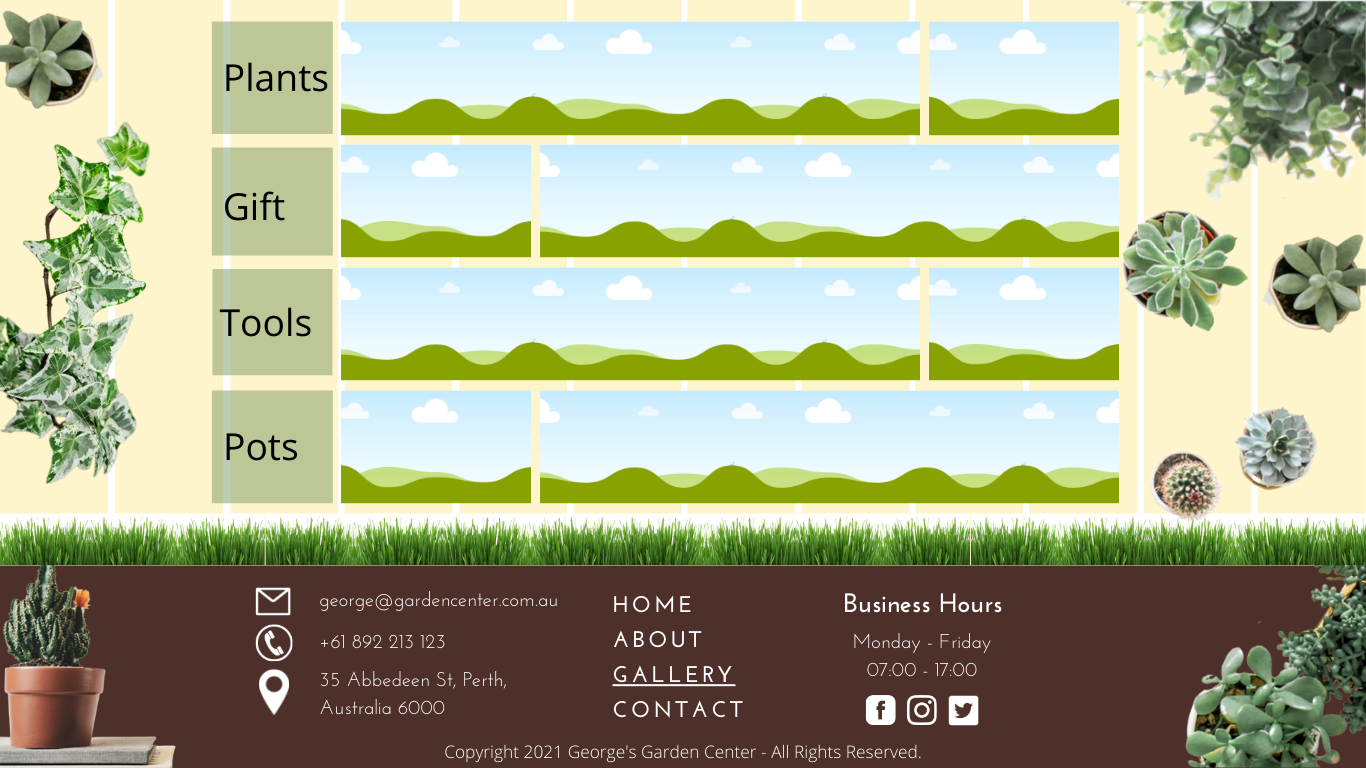 Plants
Gift
Tools
Pots
george@gardencenter.com.au
+61 892 213 123
35 Abbedeen St, Perth,
Australia 6000
HOME
ABOUT
GALLERY
CONTACT
Business Hours
Monday - Friday
07:00 - 17:00
Copyright 2021 George's Garden Center - All Rights Reserved.